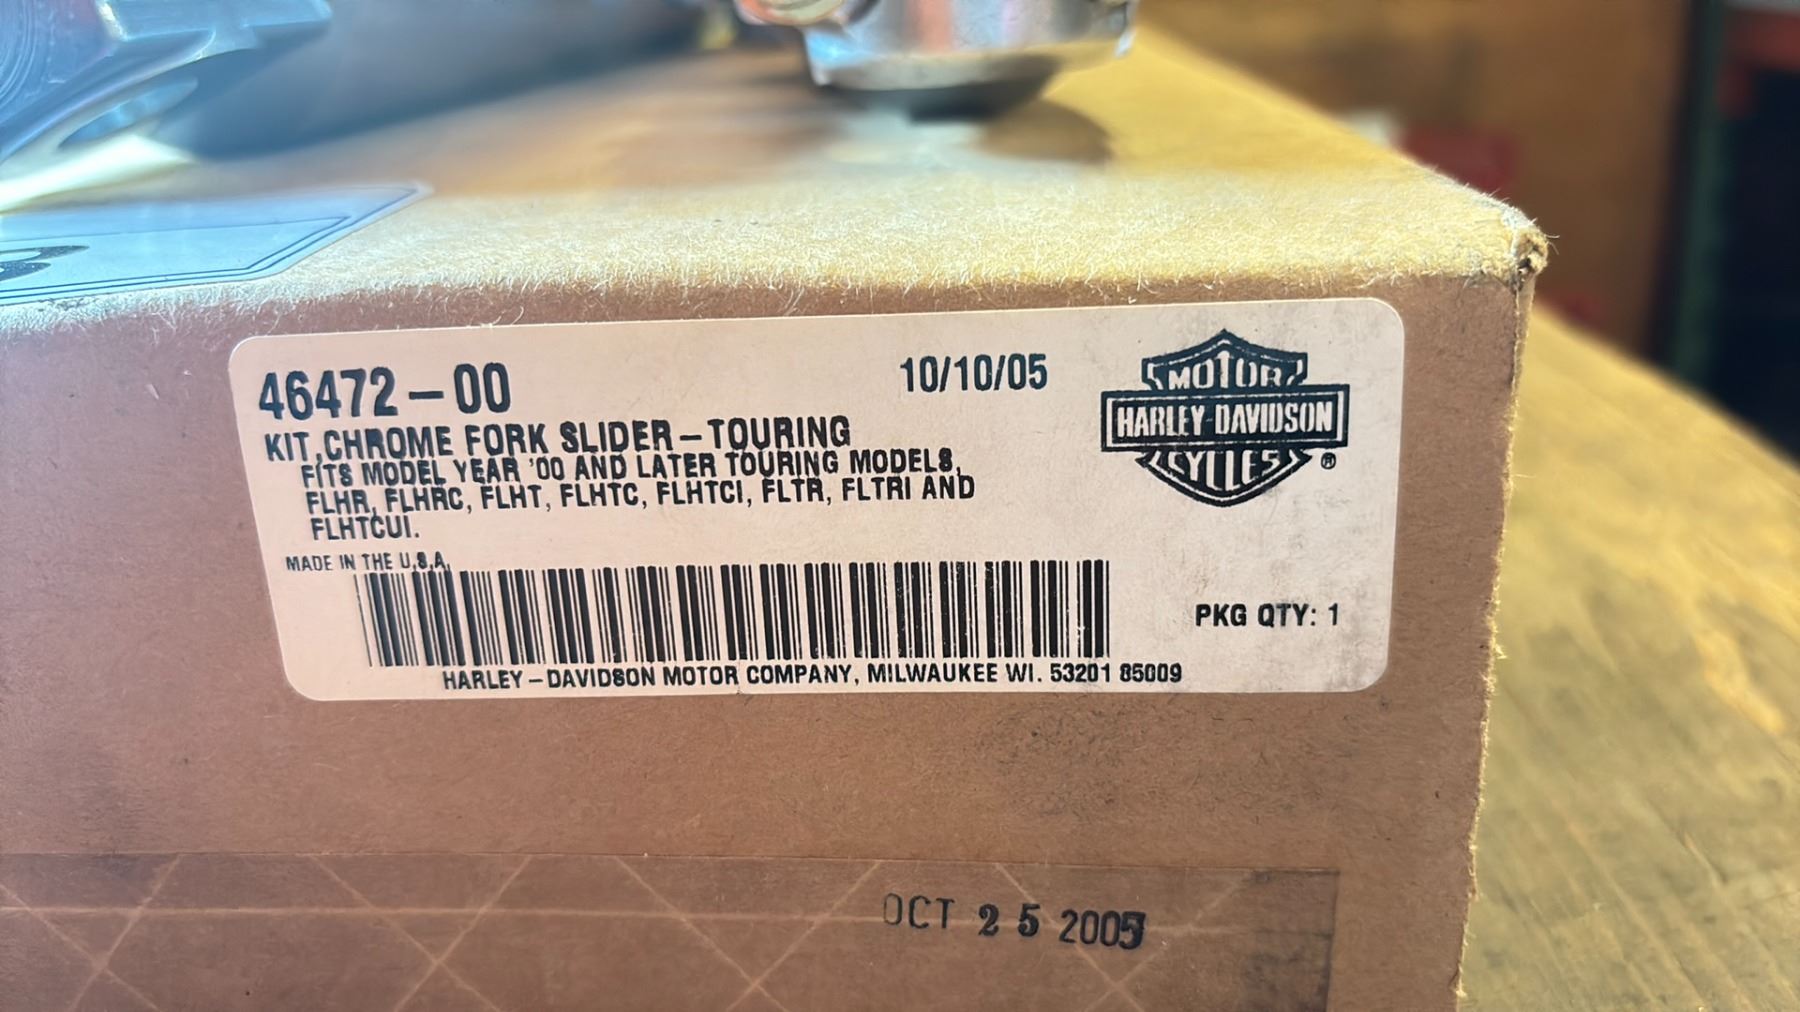 46472-00
10/10/05
KIT,CHROME FORK SLIDER-TOURING
FITS MODEL YEAR '00 AND LATER TOURING MODELS,
FLHR, FLHRC, FLHT, FLHTC, FLHTCI, FLTR, FLTRI AND
FLHTCUI.
MOTOR
HARLEY-DAVIDSON
CYCLES
®
MADE IN THE U.S.A.
PKG QTY: 1
HARLEY-DAVIDSON MOTOR COMPANY, MILWAUKEE WI. 53201 85009
OCT 25 2005